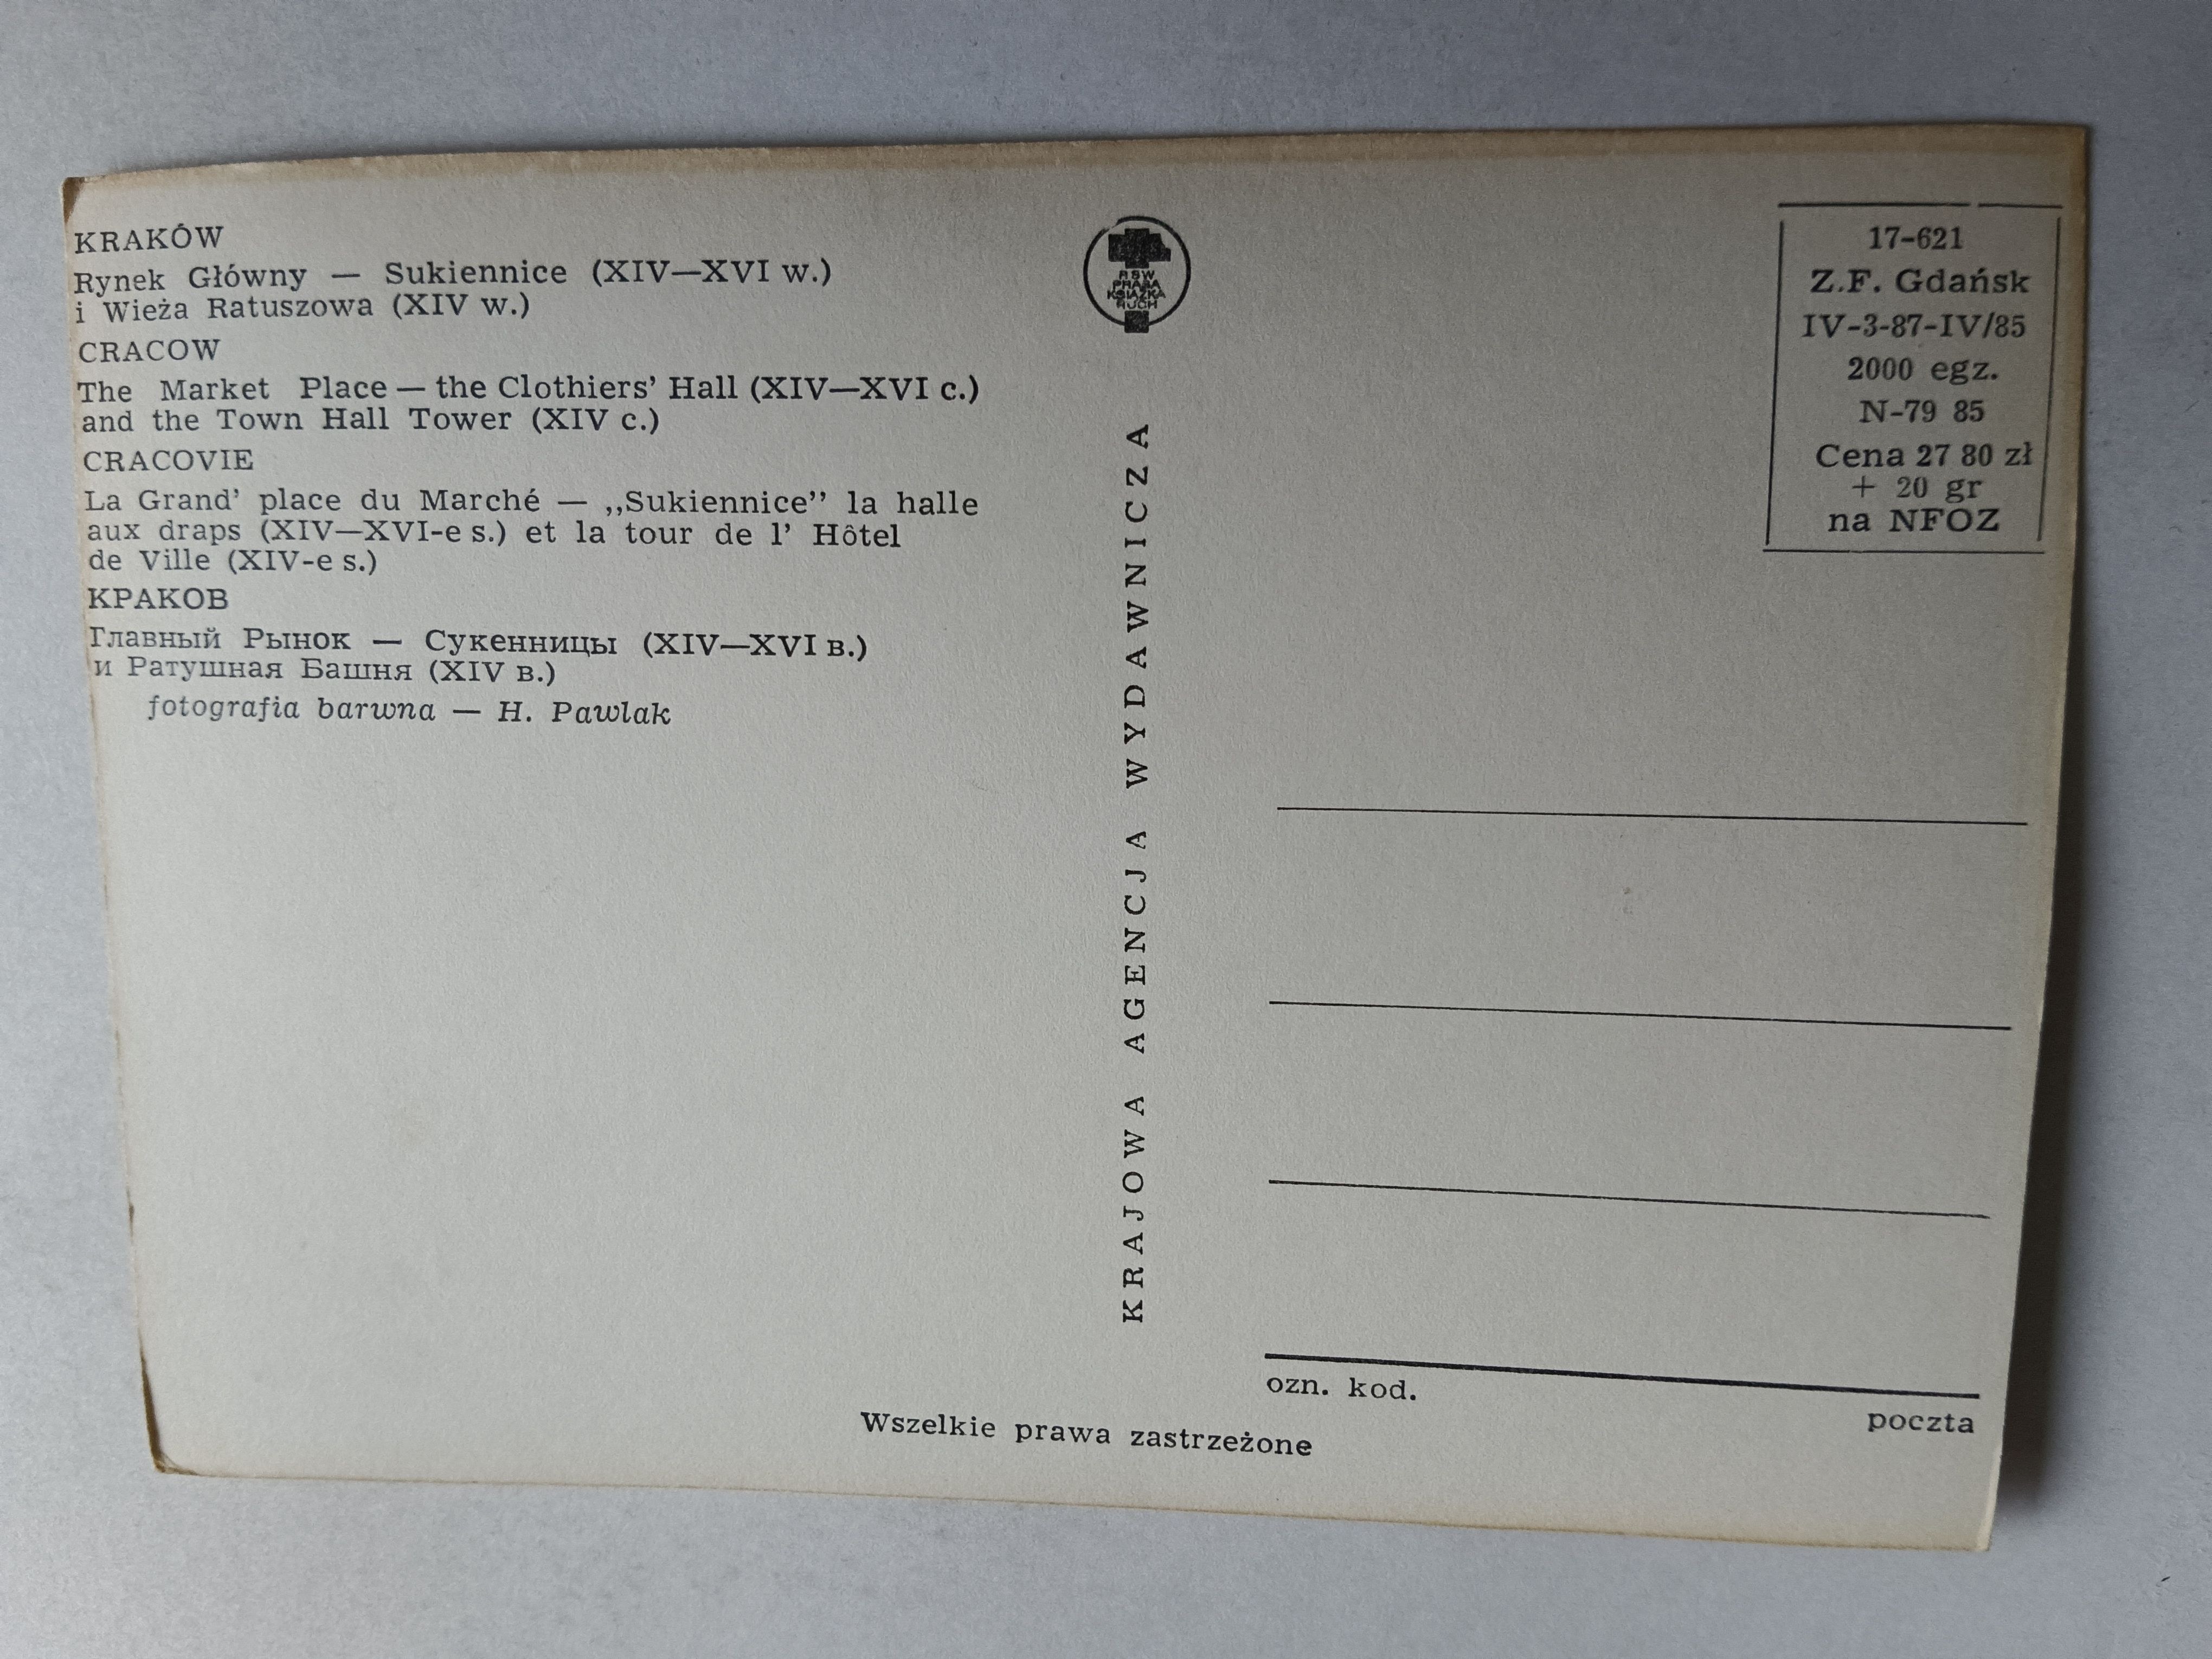 KRAKÓW
Rynek Główny — Sukiennice (XIV—XVI w.)
i Wieża Ratuszowa (XIV w.)
CRACOW
The Market Place — the Clothiers’ Hall (XIV—XVI c.)
and the Town Hall Tower (XIV c.)
CRACOVIE
La Grand’ place du Marché — ,,Sukiennice’’ la halle
aux draps (XIV—XVI-e s.) et la tour de l’ Hôtel
de Ville (XIV-e s.)
КРАКОВ
Главный Рынок — Сукенницы (XIV—XVI в.)
и Ратушная Башня (XIV в.)
fotografia barwna — H. Pawlak
RSW
PRASA
KSIĄŻKA
RUCH
KRAJOWA AGENCJA WYDAWNICZA
17-621
Z.F. Gdańsk
IV-3-87-IV/85
2000 egz.
N-79 85
Cena 27 80 zł
+ 20 gr
na NFOZ
ozn. kod.
poczta
Wszelkie prawa zastrzeżone